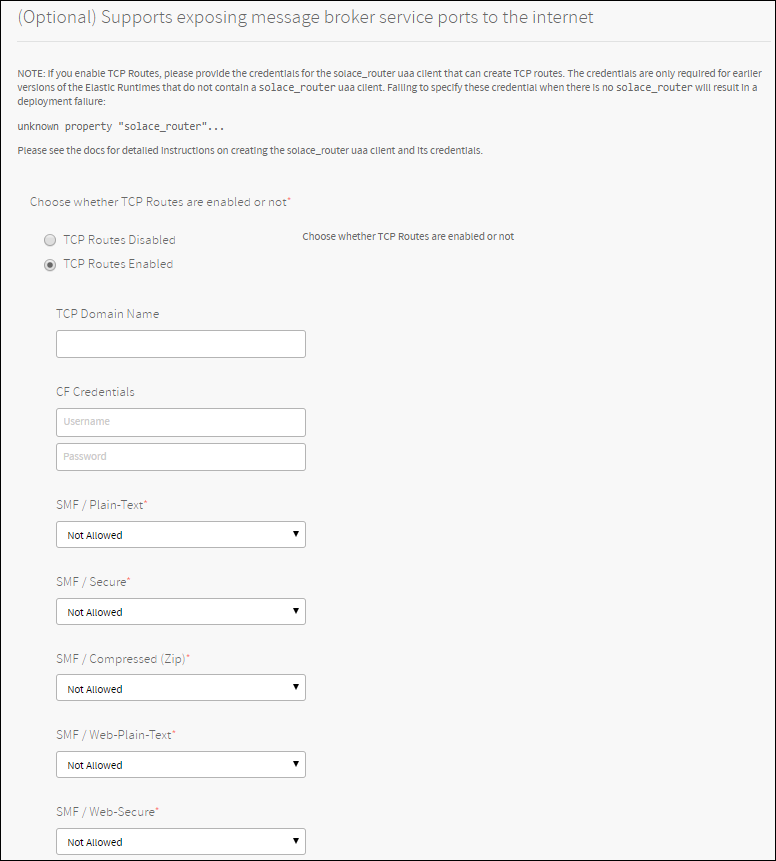 (Optional) Supports exposing message broker service ports to the internet
NOTE: If you enable TCP Routes, please provide the credentials for the solace_router uaa client that can create TCP routes. The credentials are only required for earlier
versions of the Elastic Runtimes that do not contain a solace_router uaa client. Failing to specify these credential when there is no solace_router will result in a
deployment failure:
unknown property "solace_router"...
Please see the docs for detailed instructions on creating the solace_router uaa client and its credentials.
Choose whether TCP Routes are enabled or not*
TCP Routes Disabled
Choose whether TCP Routes are enabled or not
TCP Routes Enabled
TCP Domain Name
CF Credentials
Username
Password
SMF / Plain-Text*
Not Allowed
SMF / Secure*
Not Allowed
SMF / Compressed (Zip)*
Not Allowed
SMF / Web-Plain-Text*
Not Allowed
SMF / Web-Secure*
Not Allowed